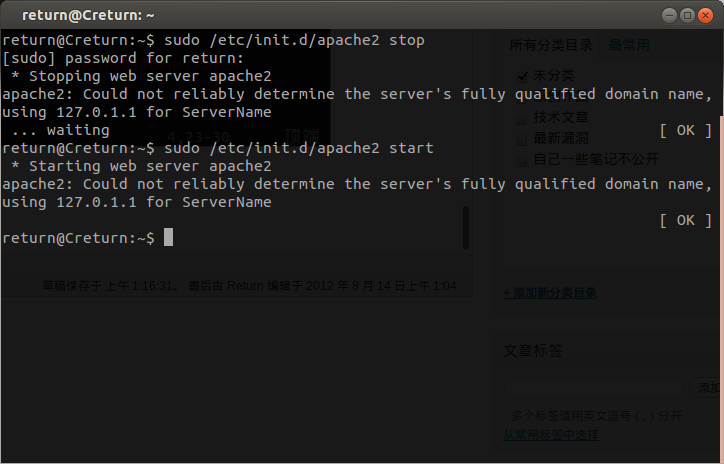 return@Creturn: ~
return@Creturn:~$ sudo /etc/init.d/apache2 stop
[sudo] password for return:
 * Stopping web server apache2
apache2: Could not reliably determine the server's fully qualified domain name,
using 127.0.1.1 for ServerName
 ... waiting
[ OK ]
return@Creturn:~$ sudo /etc/init.d/apache2 start
 * Starting web server apache2
apache2: Could not reliably determine the server's fully qualified domain name,
using 127.0.1.1 for ServerName
[ OK ]
return@Creturn:~$
4,23-30 顶端
草稿保存于 上午 1:16:31。 最后由 Return 编辑于 2012 年 8 月 14 日上午 1:04
所有分类目录 最常用
未分类
技术文章
最新漏洞
自己一些笔记不公开
+ 添加新分类目录
文章标签
添加
多个标签请用英文逗号 (,) 分开
从常用标签中选择